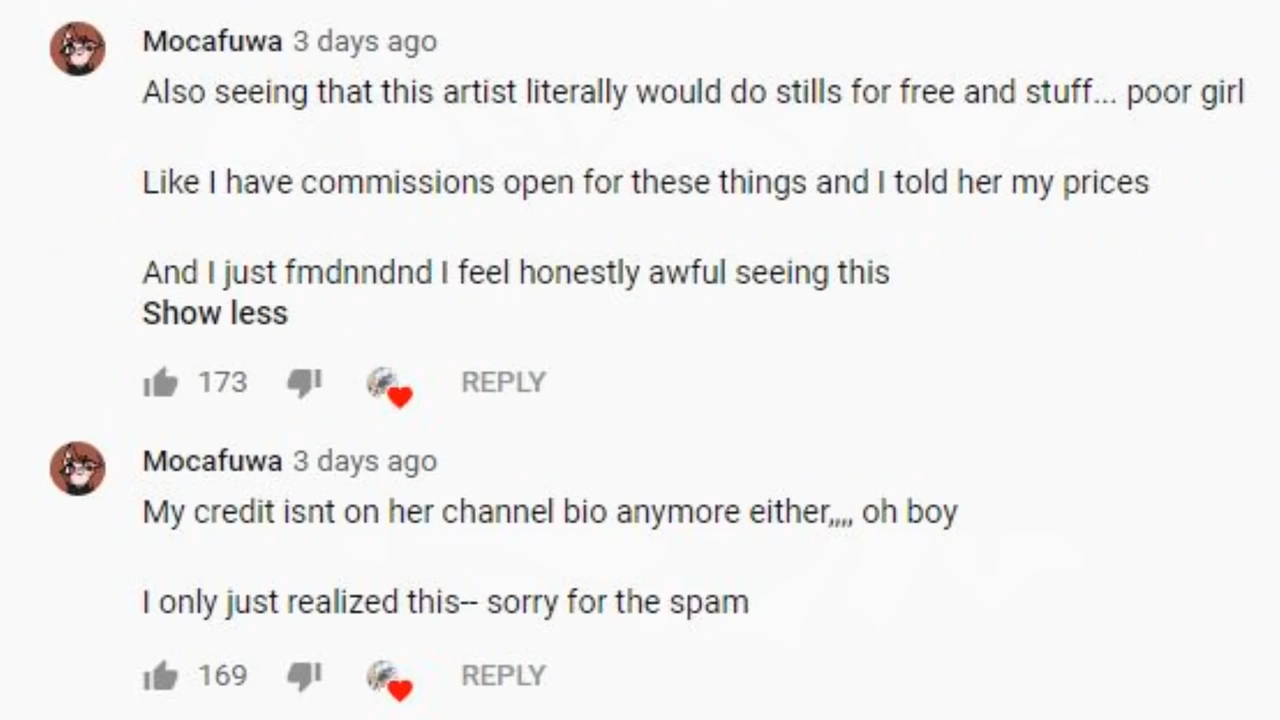 Mocafuwa 3 days ago
Also seeing that this artist literally would do stills for free and stuff... poor girl
Like I have commissions open for these things and I told her my prices
And I just fmdnndnd I feel honestly awful seeing this
Show less
173 REPLY
Mocafuwa 3 days ago
My credit isnt on her channel bio anymore either,,,, oh boy
I only just realized this-- sorry for the spam
169 REPLY